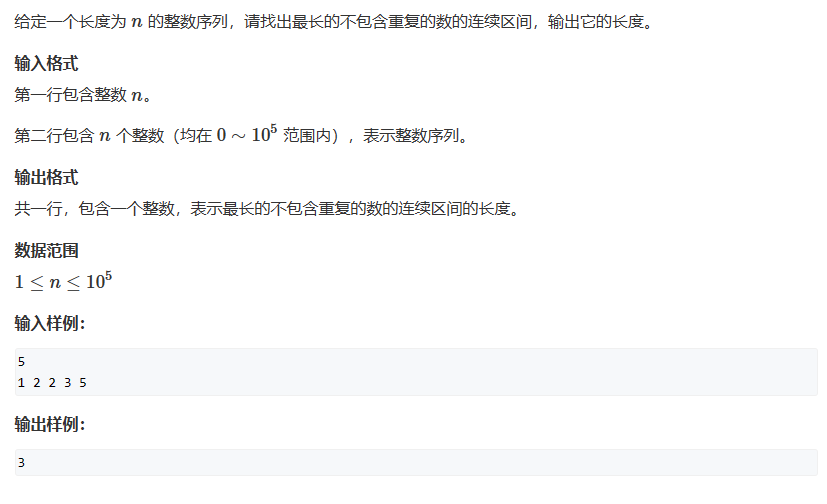 给定一个长度为 n 的整数序列，请找出最长的不包含重复的数的连续区间，输出它的长度。
输入格式
第一行包含整数 n。
第二行包含 n 个整数（均在 0 ∼ 10^5 范围内），表示整数序列。
输出格式
共一行，包含一个整数，表示最长的不包含重复的数的连续区间的长度。
数据范围
1 ≤ n ≤ 10^5
输入样例：
5
1 2 2 3 5
输出样例：
3